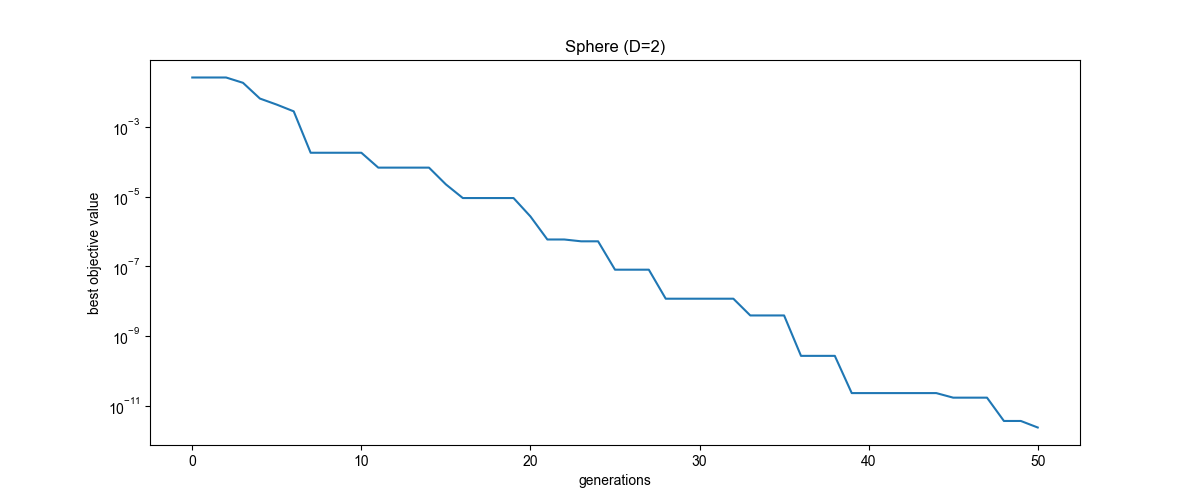 Sphere (D=2)
best objective value
10⁻³
10⁻⁵
10⁻⁷
10⁻⁹
10⁻¹¹
0 10 20 30 40 50
generations